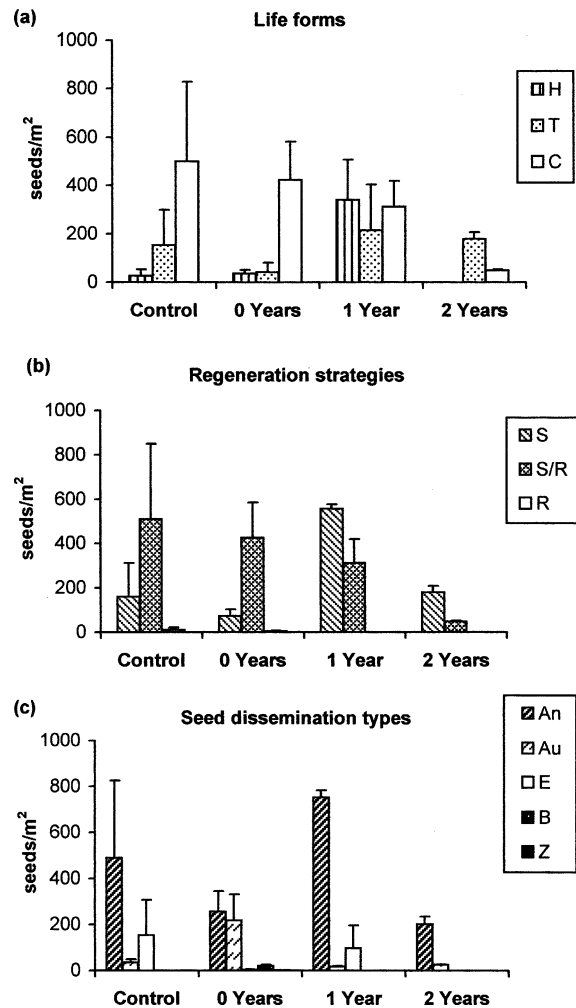 (a)
Life forms
1000
800
600
400
200
0
seeds/m²
Control 0 Years 1 Year 2 Years
H
T
C
(b)
Regeneration strategies
1000
800
600
400
200
0
seeds/m²
Control 0 Years 1 Year 2 Years
S
S/R
R
(c)
Seed dissemination types
1000
800
600
400
200
0
seeds/m²
Control 0 Years 1 Year 2 Years
An
Au
E
B
Z